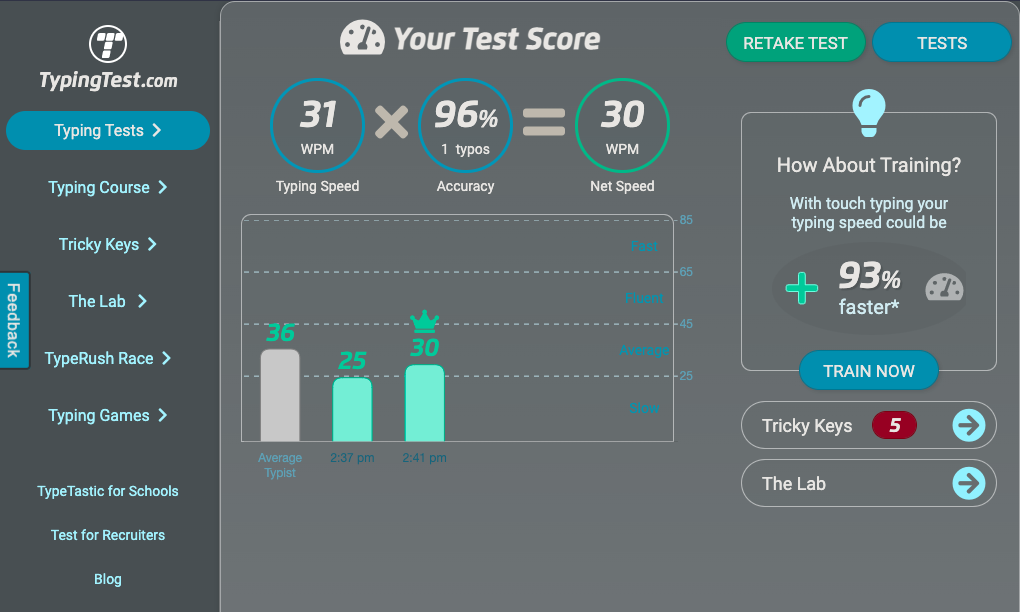 TypingTest.com
Typing Tests
Typing Course
Tricky Keys
The Lab
TypeRush Race
Typing Games
TypeTastic for Schools
Test for Recruiters
Blog
Feedback
Your Test Score
RETAKE TEST
TESTS
31
WPM
Typing Speed
96%
1 typos
Accuracy
30
WPM
Net Speed
85
Fast
65
Fluent
45
Average
25
Slow
36
25
30
Average
Typist
2:37 pm
2:41 pm
How About Training?
With touch typing your
typing speed could be
93%
faster*
TRAIN NOW
Tricky Keys 5
The Lab